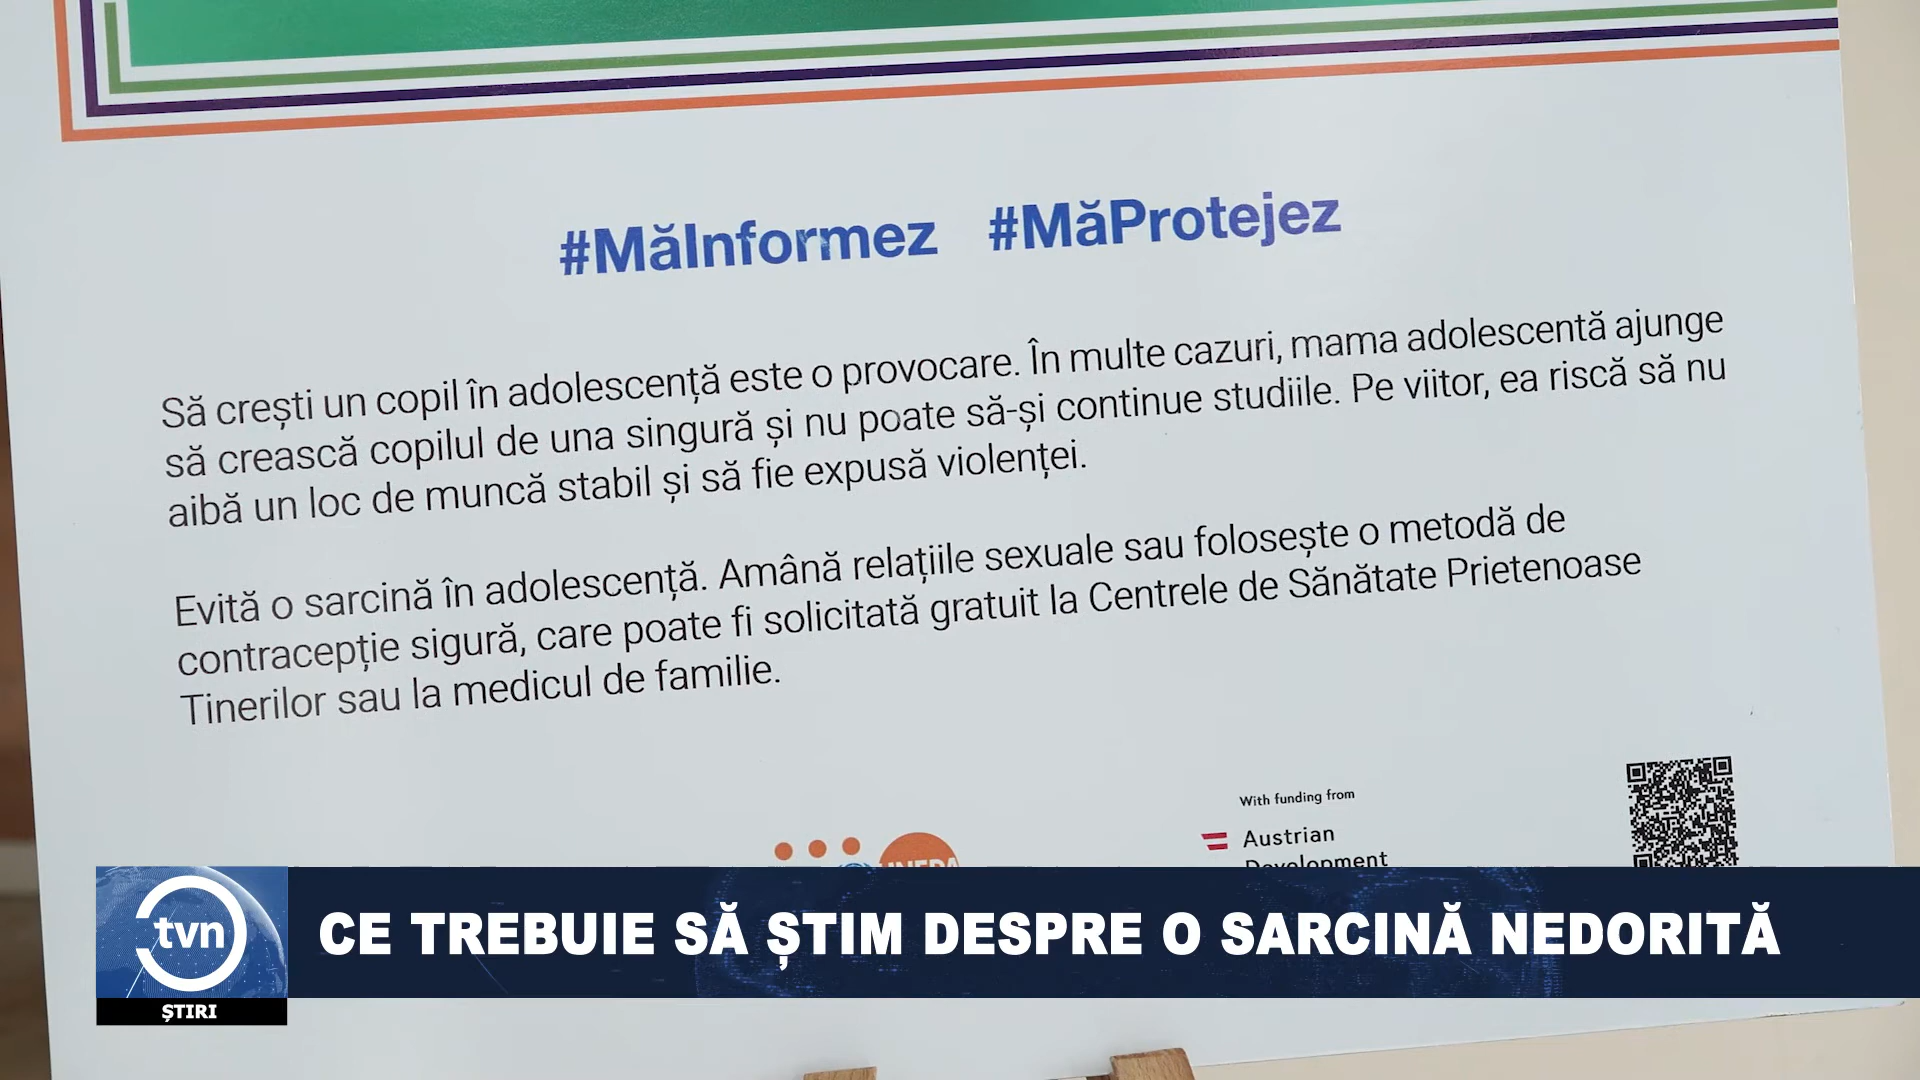 #MăInformez #MăProtejez
Să crești un copil în adolescență este o provocare. În multe cazuri, mama adolescentă ajunge
să crească copilul de una singură și nu poate să-și continue studiile. Pe viitor, ea riscă să nu
aibă un loc de muncă stabil și să fie expusă violenței.
Evită o sarcină în adolescență. Amână relațiile sexuale sau folosește o metodă de
contracepție sigură, care poate fi solicitată gratuit la Centrele de Sănătate Prietenoase
Tinerilor sau la medicul de familie.
With funding from
Austrian
Development
UNFPA
tvn
CE TREBUIE SĂ ȘTIM DESPRE O SARCINĂ NEDORITĂ
ȘTIRI